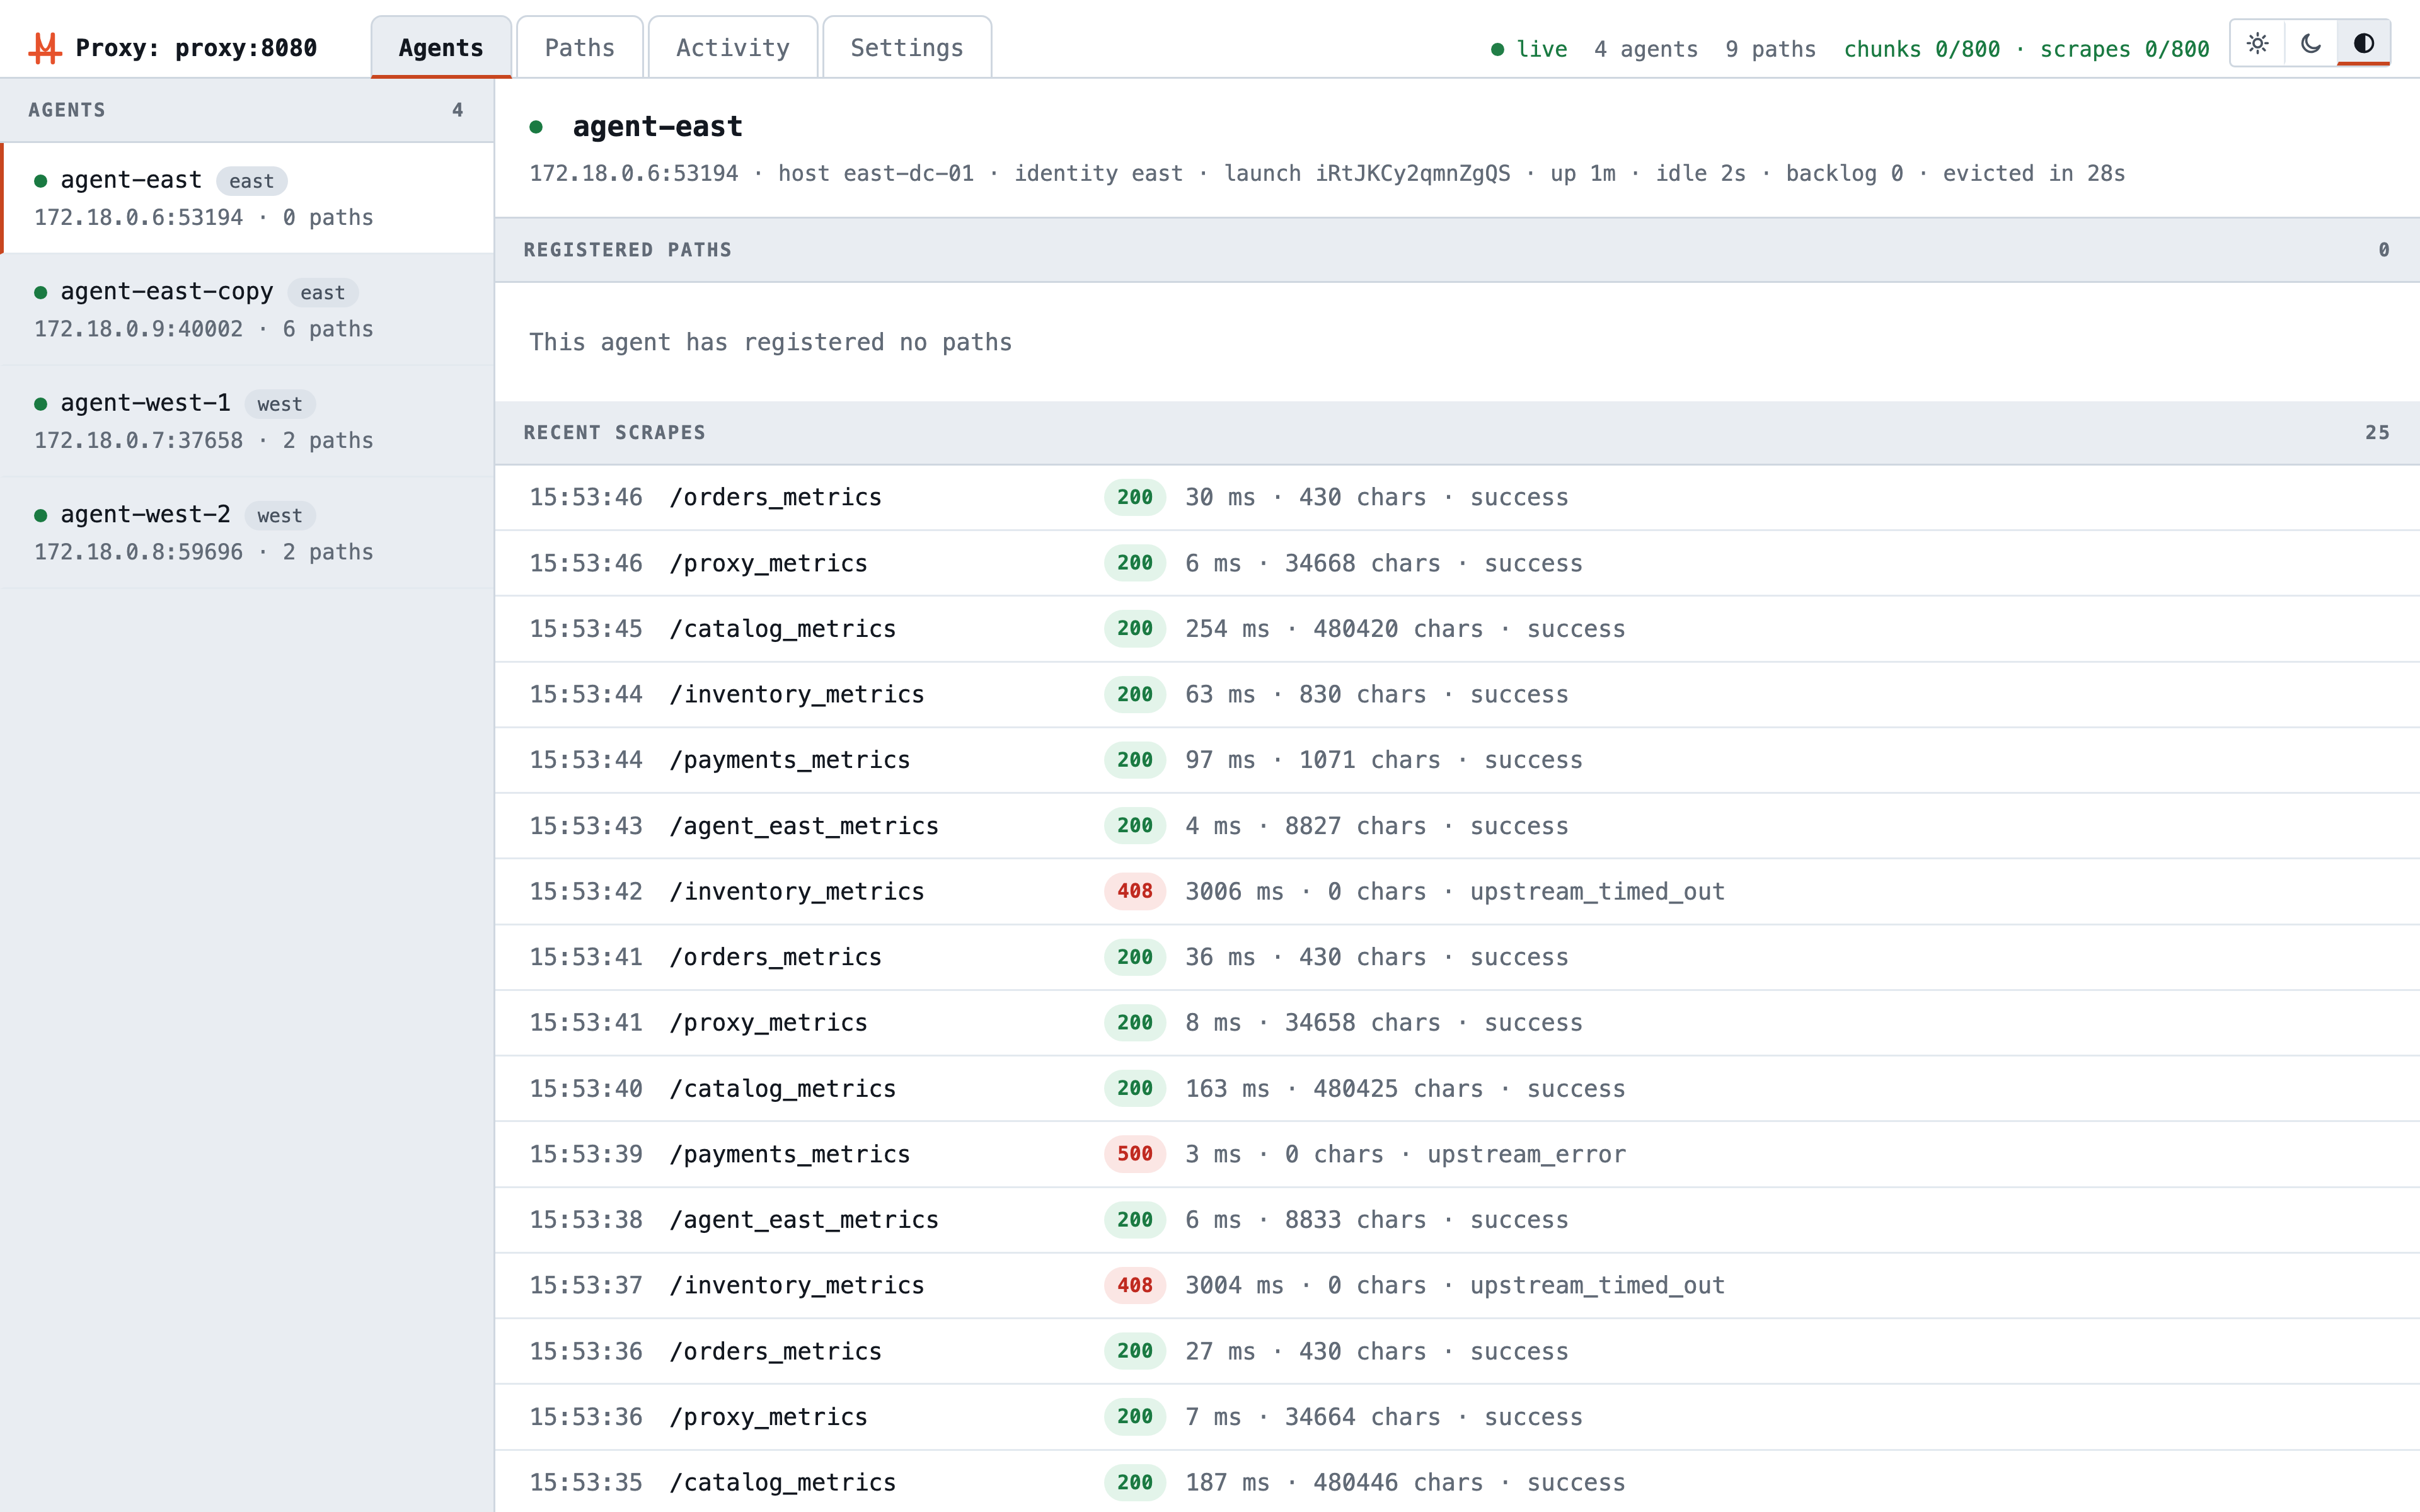 Proxy: proxy:8080
Agents
Paths
Activity
Settings
live 4 agents 9 paths chunks 0/800 · scrapes 0/800
AGENTS 4
agent-east east
172.18.0.6:53194 · 0 paths
agent-east-copy east
172.18.0.9:40002 · 6 paths
agent-west-1 west
172.18.0.7:37658 · 2 paths
agent-west-2 west
172.18.0.8:59696 · 2 paths
agent-east
172.18.0.6:53194 · host east-dc-01 · identity east · launch iRtJKCy2qmnZgQS · up 1m · idle 2s · backlog 0 · evicted in 28s
REGISTERED PATHS 0
This agent has registered no paths
RECENT SCRAPES 25
15:53:46 /orders_metrics 200 30 ms · 430 chars · success
15:53:46 /proxy_metrics 200 6 ms · 34668 chars · success
15:53:45 /catalog_metrics 200 254 ms · 480420 chars · success
15:53:44 /inventory_metrics 200 63 ms · 830 chars · success
15:53:44 /payments_metrics 200 97 ms · 1071 chars · success
15:53:43 /agent_east_metrics 200 4 ms · 8827 chars · success
15:53:42 /inventory_metrics 408 3006 ms · 0 chars · upstream_timed_out
15:53:41 /orders_metrics 200 36 ms · 430 chars · success
15:53:41 /proxy_metrics 200 8 ms · 34658 chars · success
15:53:40 /catalog_metrics 200 163 ms · 480425 chars · success
15:53:39 /payments_metrics 500 3 ms · 0 chars · upstream_error
15:53:38 /agent_east_metrics 200 6 ms · 8833 chars · success
15:53:37 /inventory_metrics 408 3004 ms · 0 chars · upstream_timed_out
15:53:36 /orders_metrics 200 27 ms · 430 chars · success
15:53:36 /proxy_metrics 200 7 ms · 34664 chars · success
15:53:35 /catalog_metrics 200 187 ms · 480446 chars · success